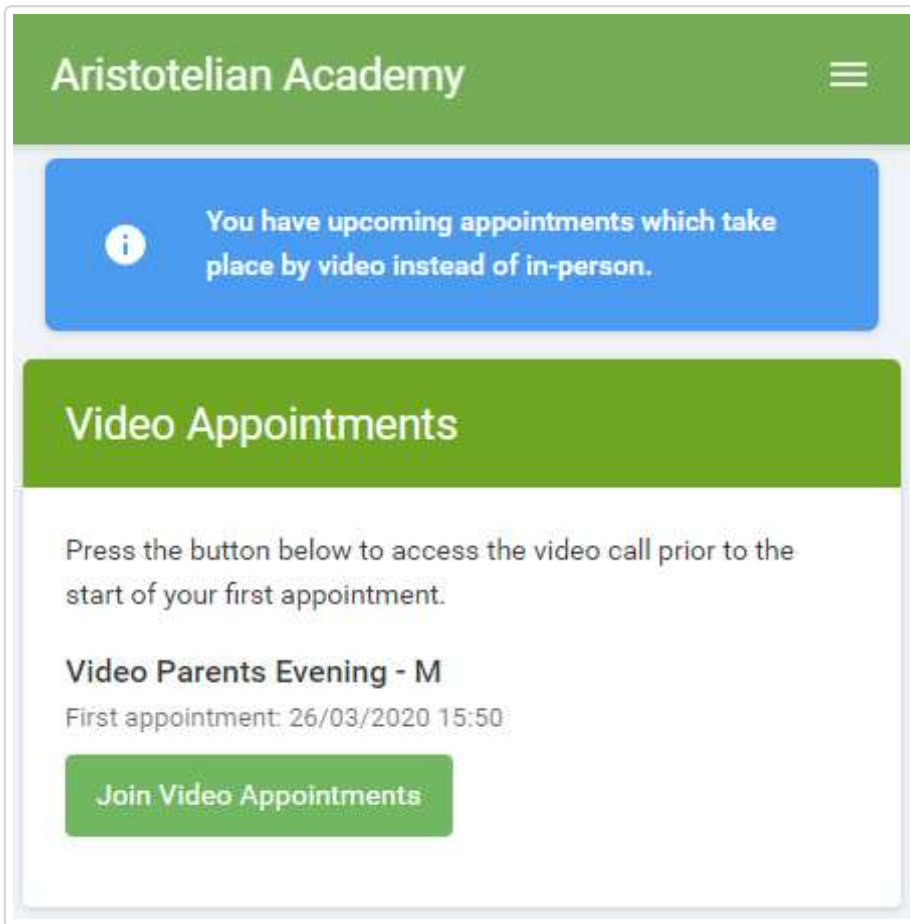 Aristotelian Academy
You have upcoming appointments which take
place by video instead of in-person.
Video Appointments
Press the button below to access the video call prior to the
start of your first appointment.
Video Parents Evening - M
First appointment: 26/03/2020 15:50
Join Video Appointments